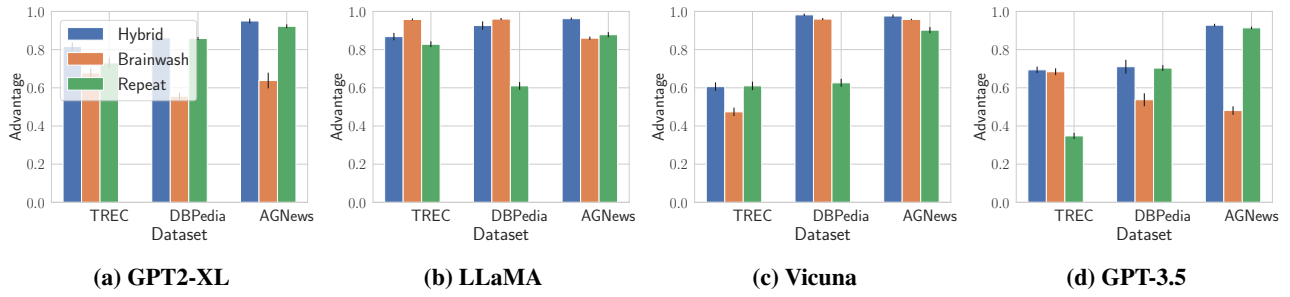 1.0
0.8
0.6
0.4
0.2
0.0
Advantage
Hybrid
Brainwash
Repeat
TREC DBPedia AGNews
Dataset
(a) GPT2-XL
1.0
0.8
0.6
0.4
0.2
0.0
Advantage
TREC DBPedia AGNews
Dataset
(b) LLaMA
1.0
0.8
0.6
0.4
0.2
0.0
Advantage
TREC DBPedia AGNews
Dataset
(c) Vicuna
1.0
0.8
0.6
0.4
0.2
0.0
Advantage
TREC DBPedia AGNews
Dataset
(d) GPT-3.5